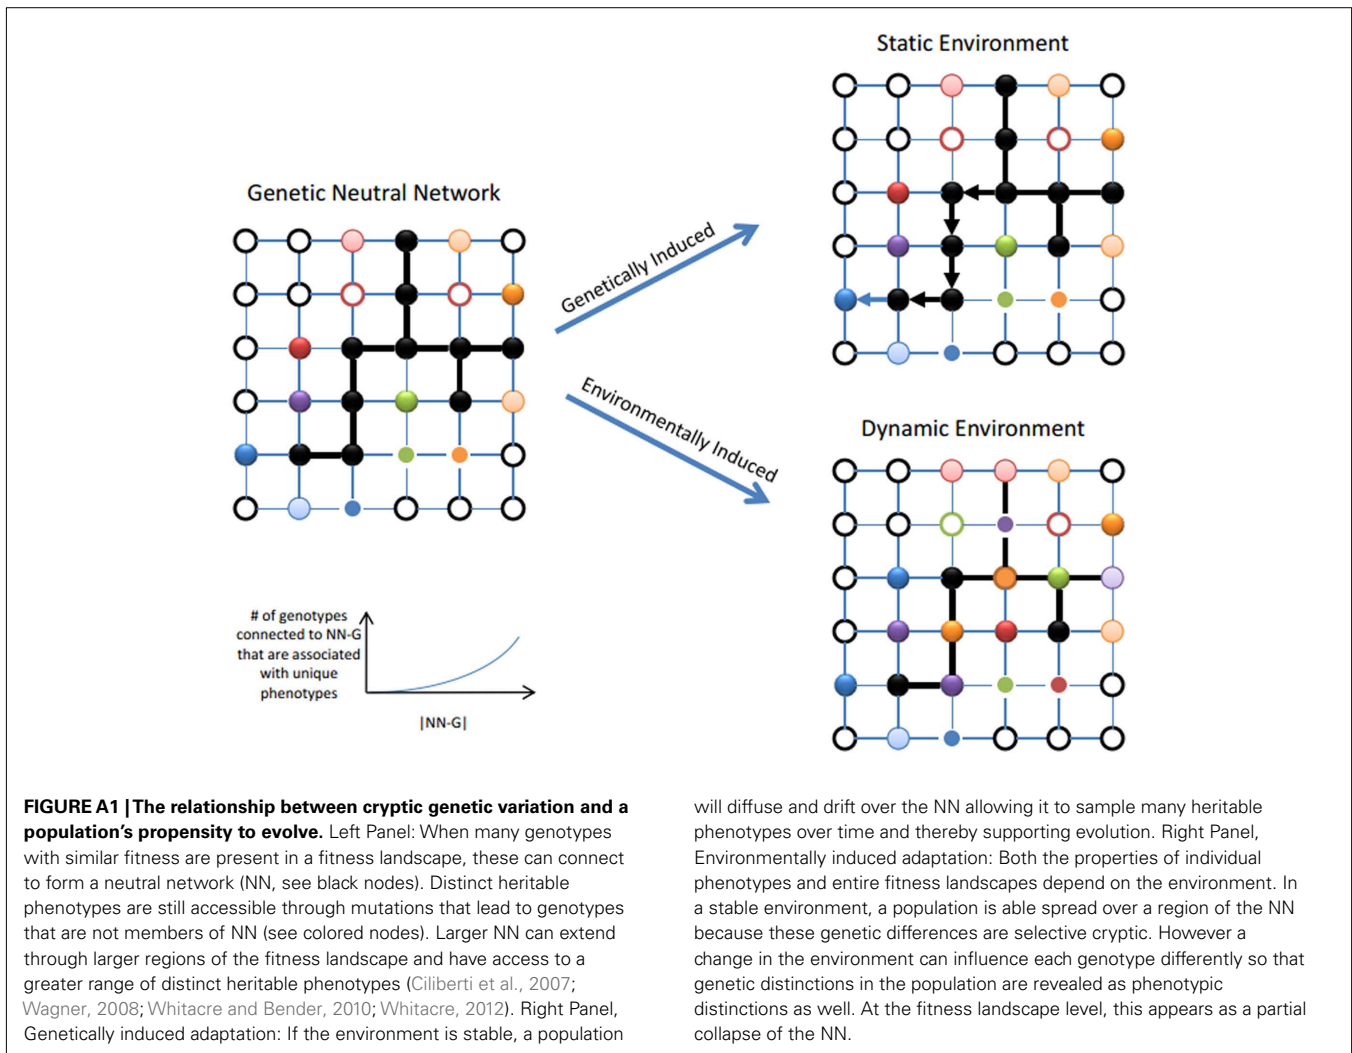 Static Environment
Genetic Neutral Network
Genetically Induced
Environmentally Induced
Dynamic Environment
# of genotypes
connected to NN-G
that are associated
with unique
phenotypes
|NN-G|
FIGURE A1 | The relationship between cryptic genetic variation and a
population's propensity to evolve. Left Panel: When many genotypes
with similar fitness are present in a fitness landscape, these can connect
to form a neutral network (NN, see black nodes). Distinct heritable
phenotypes are still accessible through mutations that lead to genotypes
that are not members of NN (see colored nodes). Larger NN can extend
through larger regions of the fitness landscape and have access to a
greater range of distinct heritable phenotypes (Ciliberti et al., 2007;
Wagner, 2008; Whitacre and Bender, 2010; Whitacre, 2012). Right Panel,
Genetically induced adaptation: If the environment is stable, a population
will diffuse and drift over the NN allowing it to sample many heritable
phenotypes over time and thereby supporting evolution. Right Panel,
Environmentally induced adaptation: Both the properties of individual
phenotypes and entire fitness landscapes depend on the environment. In
a stable environment, a population is able spread over a region of the NN
because these genetic differences are selective cryptic. However a
change in the environment can influence each genotype differently so that
genetic distinctions in the population are revealed as phenotypic
distinctions as well. At the fitness landscape level, this appears as a partial
collapse of the NN.